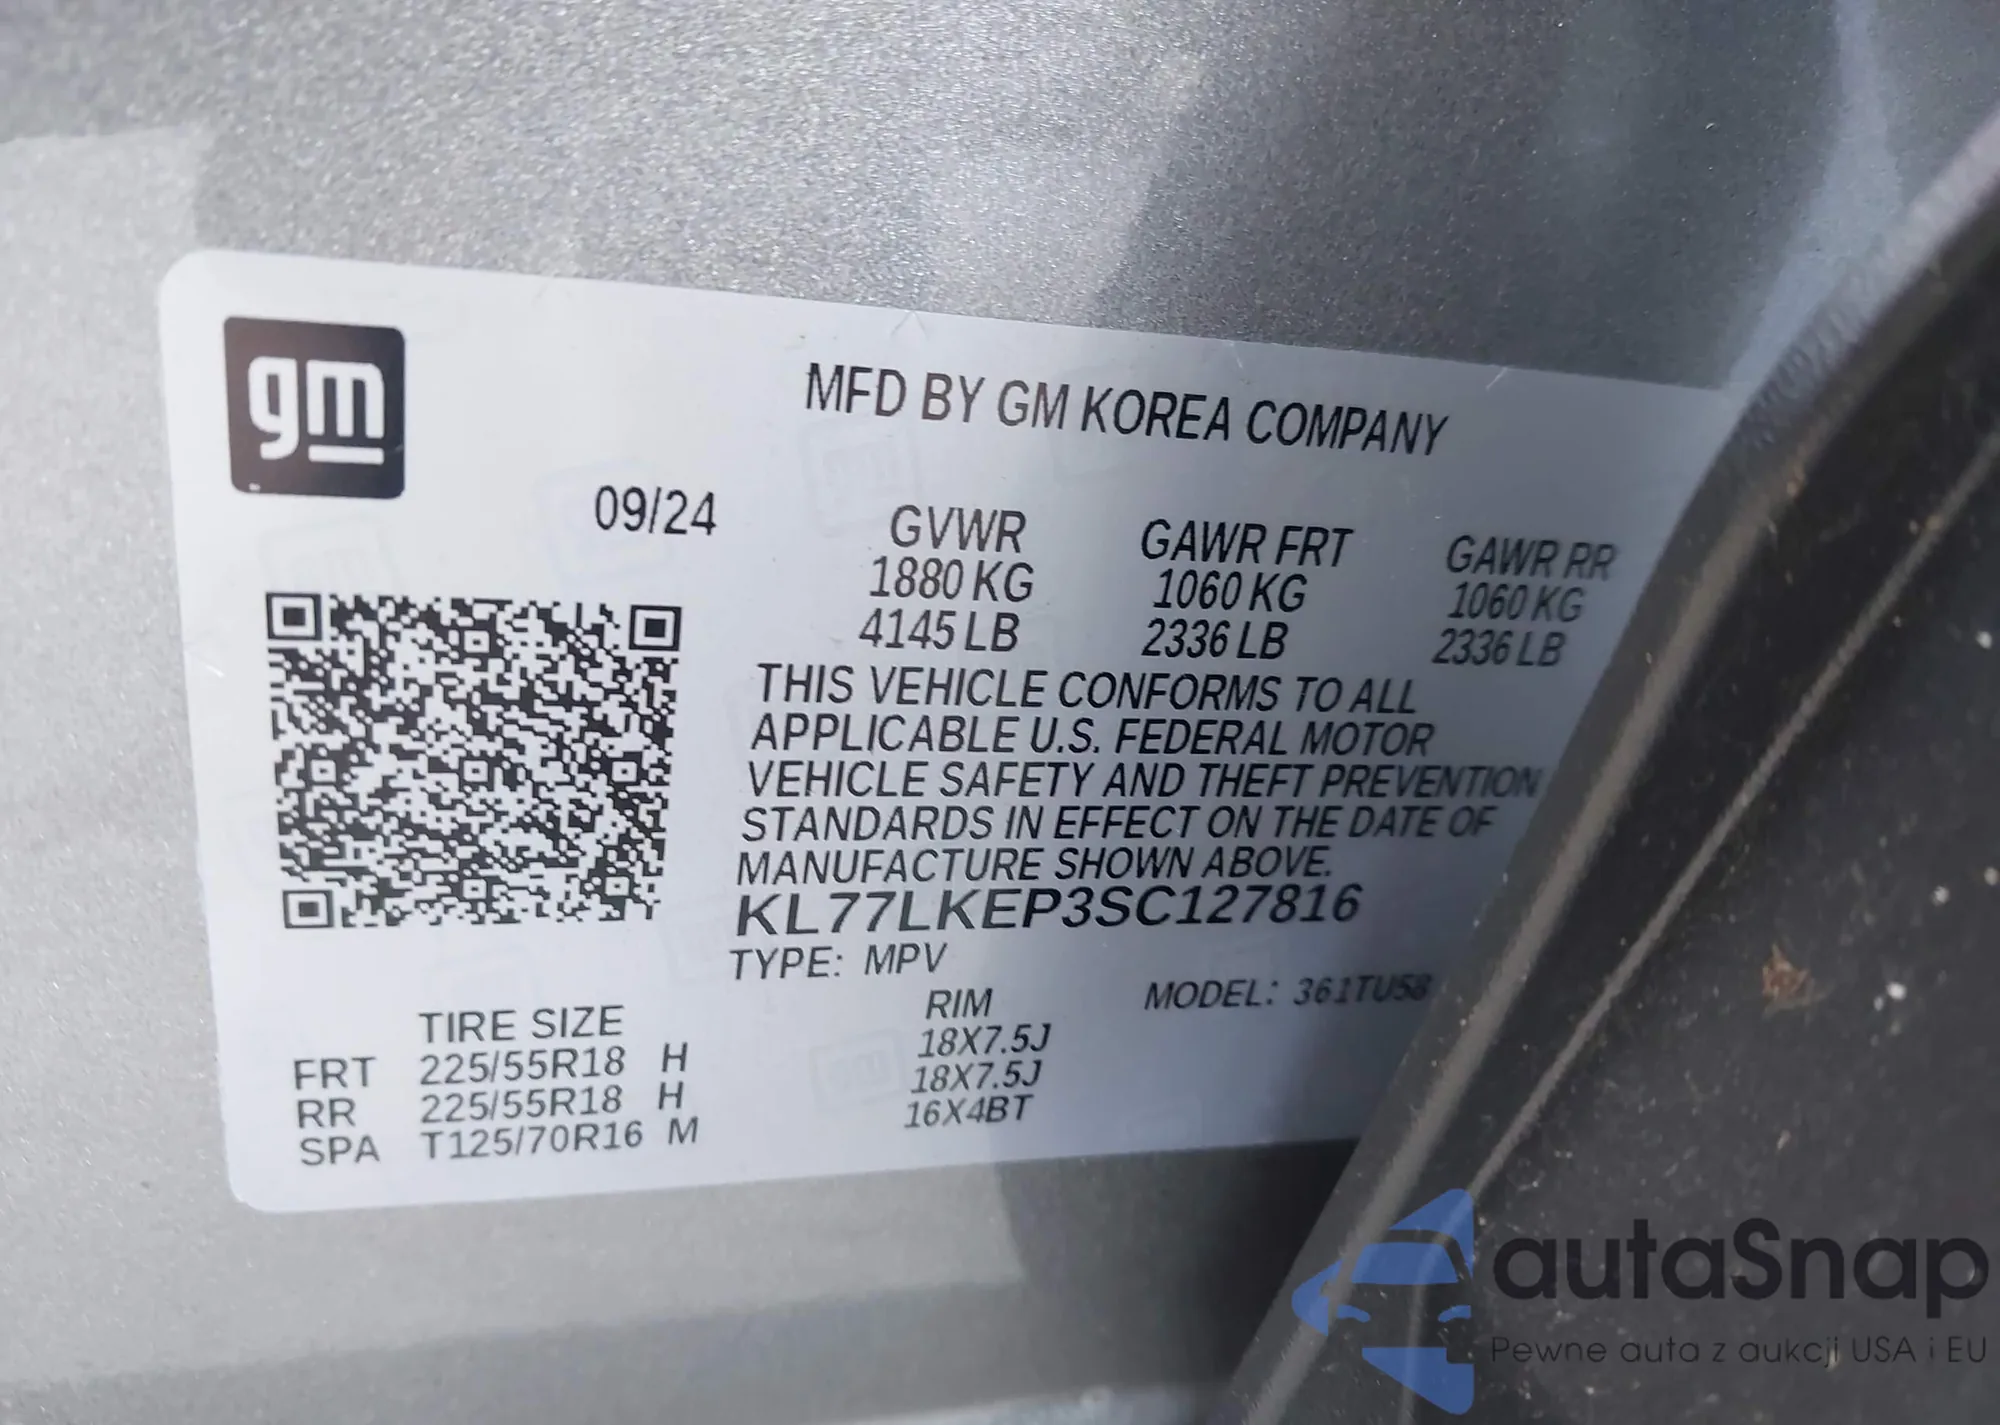 gm
MFD BY GM KOREA COMPANY
09/24
GVWR GAWR FRT GAWR RR
1880 KG 1060 KG 1060 KG
4145 LB 2336 LB 2336 LB
THIS VEHICLE CONFORMS TO ALL
APPLICABLE U.S. FEDERAL MOTOR
VEHICLE SAFETY AND THEFT PREVENTION
STANDARDS IN EFFECT ON THE DATE OF
MANUFACTURE SHOWN ABOVE.
KL77LKEP3SC127816
TYPE: MPV MODEL: 361TU58
TIRE SIZE RIM
FRT 225/55R18 H 18X7.5J
RR 225/55R18 H 18X7.5J
SPA T125/70R16 M 16X4BT
autaSnap
Pewne auta z aukcji USA i EU